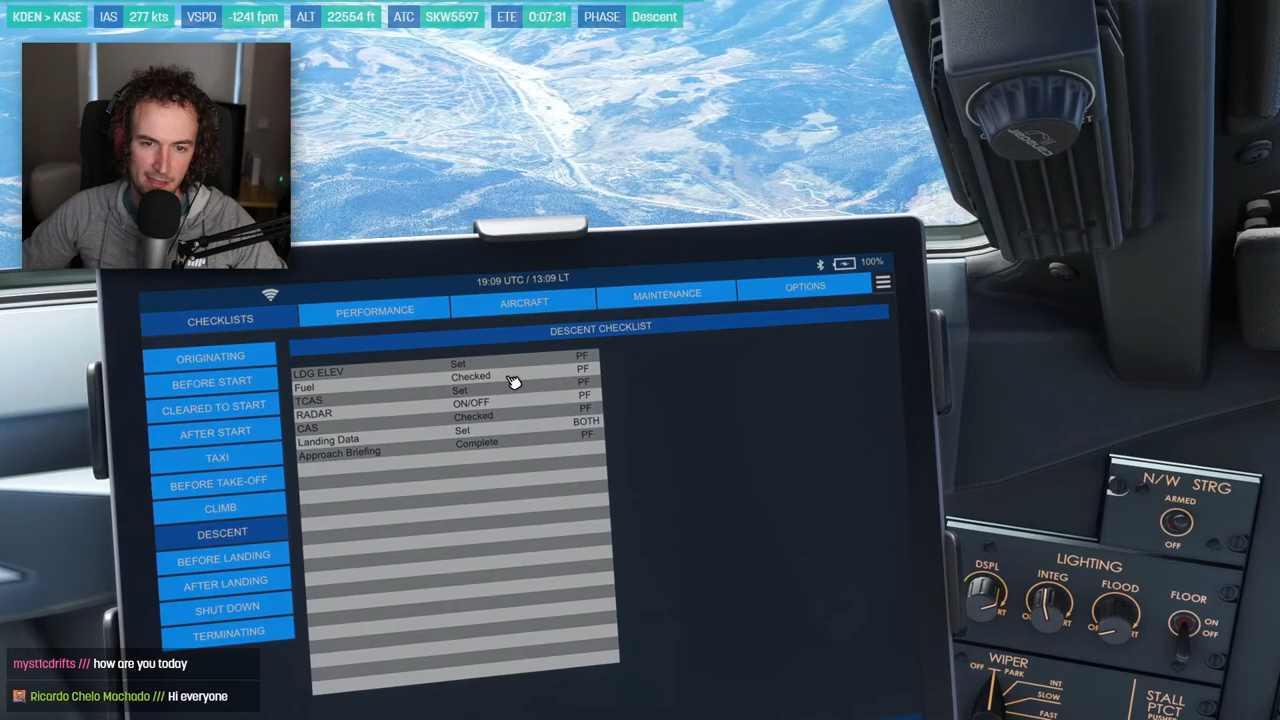 KDEN > KASE IAS 277 kts VSPD -1241 fpm ALT 22554 ft ATC SKW5597 ETE 0:07:31 PHASE Descent
100%
19:09 UTC / 13:09 LT
CHECKLISTS PERFORMANCE AIRCRAFT MAINTENANCE OPTIONS
DESCENT CHECKLIST
ORIGINATING
BEFORE START
CLEARED TO START
AFTER START
TAXI
BEFORE TAKE-OFF
CLIMB
DESCENT
BEFORE LANDING
AFTER LANDING
SHUT DOWN
TERMINATING
LDG ELEV Set PF
Fuel Checked PF
TCAS Set PF
RADAR ON/OFF PF
CAS Checked PF
Landing Data Set BOTH
Approach Briefing Complete PF
canadair
N/W STRG
ARMED
OFF
LIGHTING
DSPL INTEG FLOOD FLOOR
ON
OFF
WIPER
OFF PARK INT
SLOW
FAST
STALL
PTCT
PUSHER
mysttcdrifts /// how are you today
Ricardo Chelo Machado /// Hi everyone